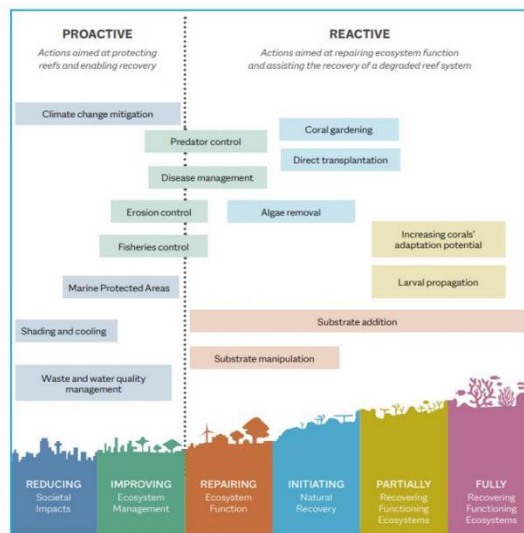 PROACTIVE
Actions aimed at protecting
reefs and enabling recovery
REACTIVE
Actions aimed at repairing ecosystem function
and assisting the recovery of a degraded reef system
Climate change mitigation
Coral gardening
Predator control
Direct transplantation
Disease management
Erosion control
Algae removal
Increasing corals'
adaptation potential
Fisheries control
Larval propagation
Marine Protected Areas
Substrate addition
Shading and cooling
Substrate manipulation
Waste and water quality
management
REDUCING
Societal
Impacts
IMPROVING
Ecosystem
Management
REPAIRING
Ecosystem
Function
INITIATING
Natural
Recovery
PARTIALLY
Recovering
Functioning
Ecosystems
FULLY
Recovering
Functioning
Ecosystems